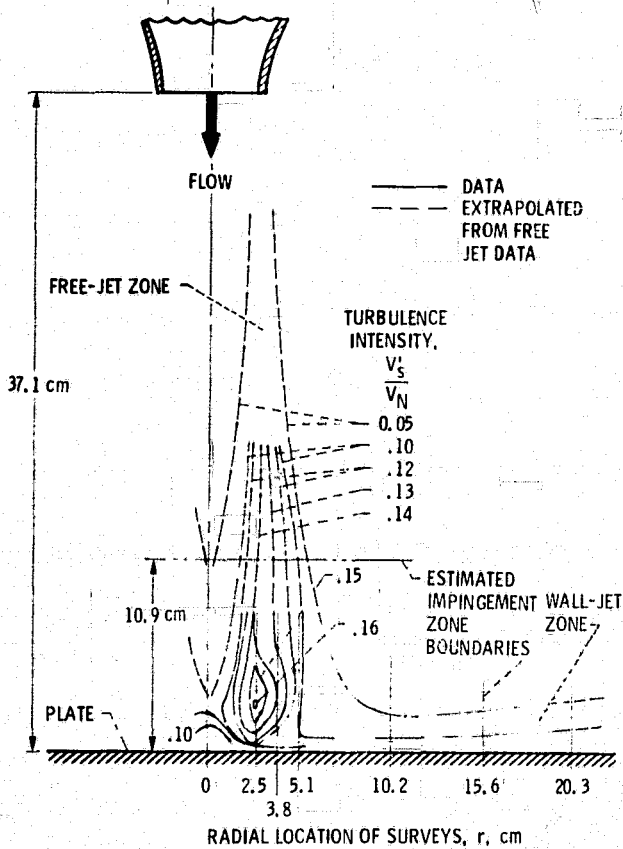 FLOW
DATA
EXTRAPOLATED
FROM FREE
JET DATA
FREE-JET ZONE
TURBULENCE
INTENSITY,
V's
VN
37.1 cm
0.05
.10
.12
.13
.14
.15
ESTIMATED
IMPINGEMENT
ZONE
BOUNDARIES
WALL-JET
ZONE
10.9 cm
.16
PLATE
.10
0 2.5 5.1 10.2 15.6 20.3
3.8
RADIAL LOCATION OF SURVEYS, r, cm